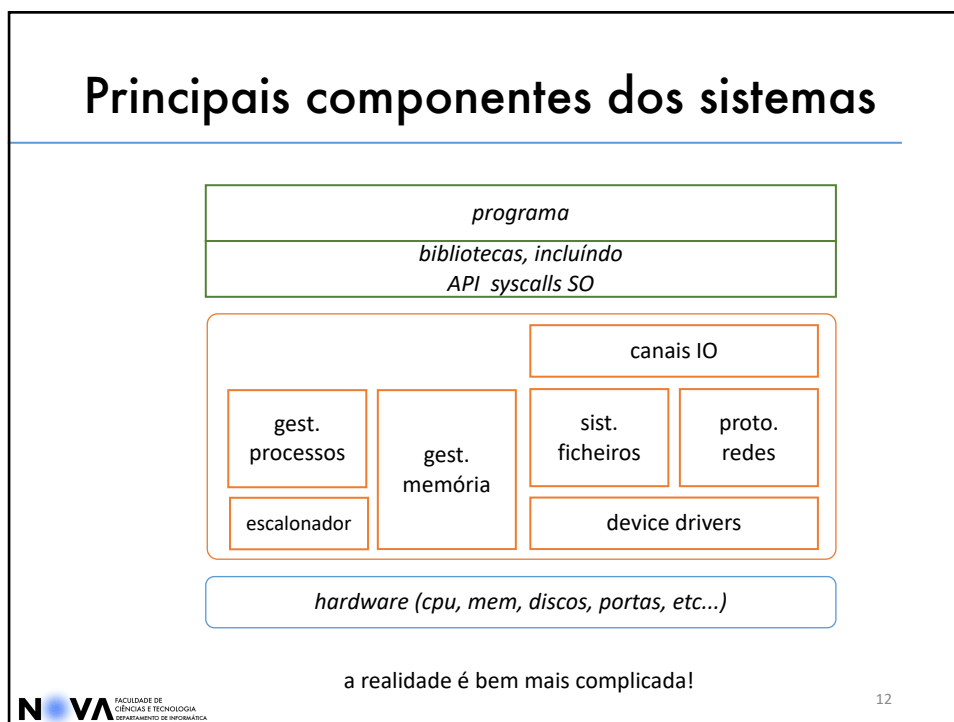 Principais componentes dos sistemas
programa
bibliotecas, incluíndo
API syscalls SO
canais IO
gest.
processos
gest.
memória
sist.
ficheiros
proto.
redes
escalonador
device drivers
hardware (cpu, mem, discos, portas, etc...)
a realidade é bem mais complicada!
NOVA
FACULDADE DE
CIÊNCIAS E TECNOLOGIA
DEPARTAMENTO DE INFORMÁTICA
12